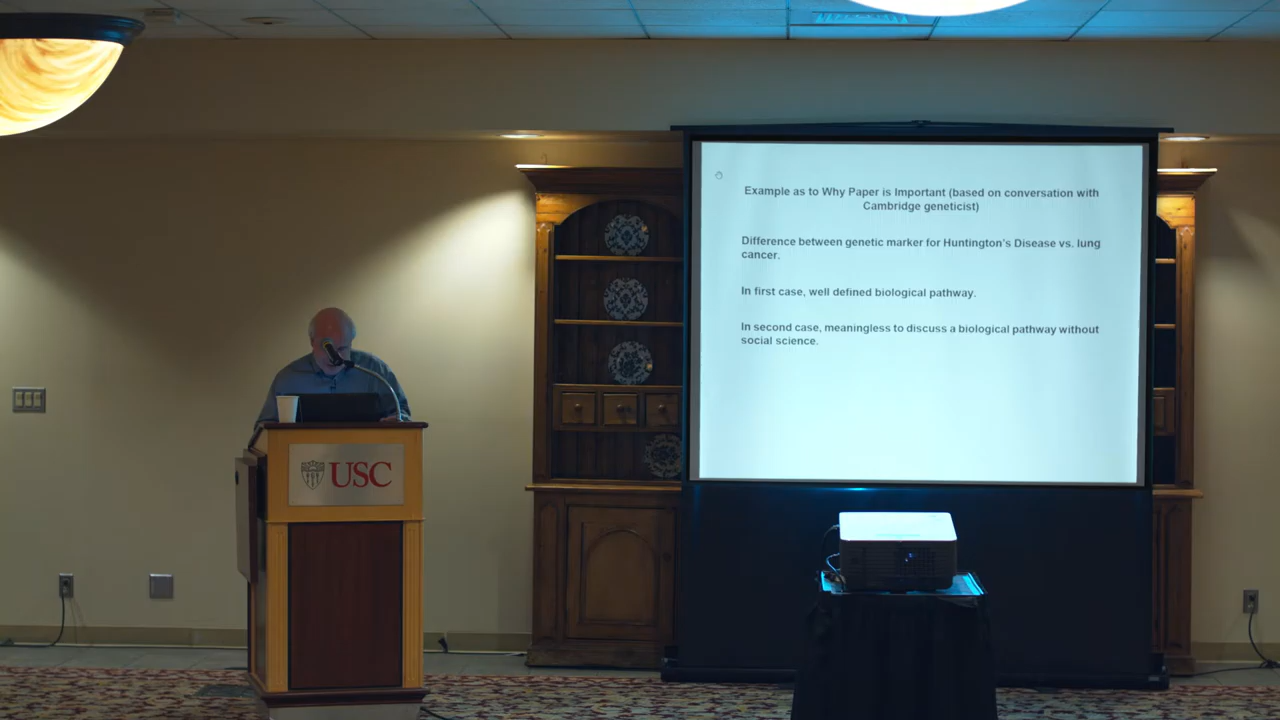 Example as to Why Paper is Important (based on conversation with
Cambridge geneticist)
Difference between genetic marker for Huntington's Disease vs. lung
cancer.
In first case, well defined biological pathway.
In second case, meaningless to discuss a biological pathway without
social science.
USC